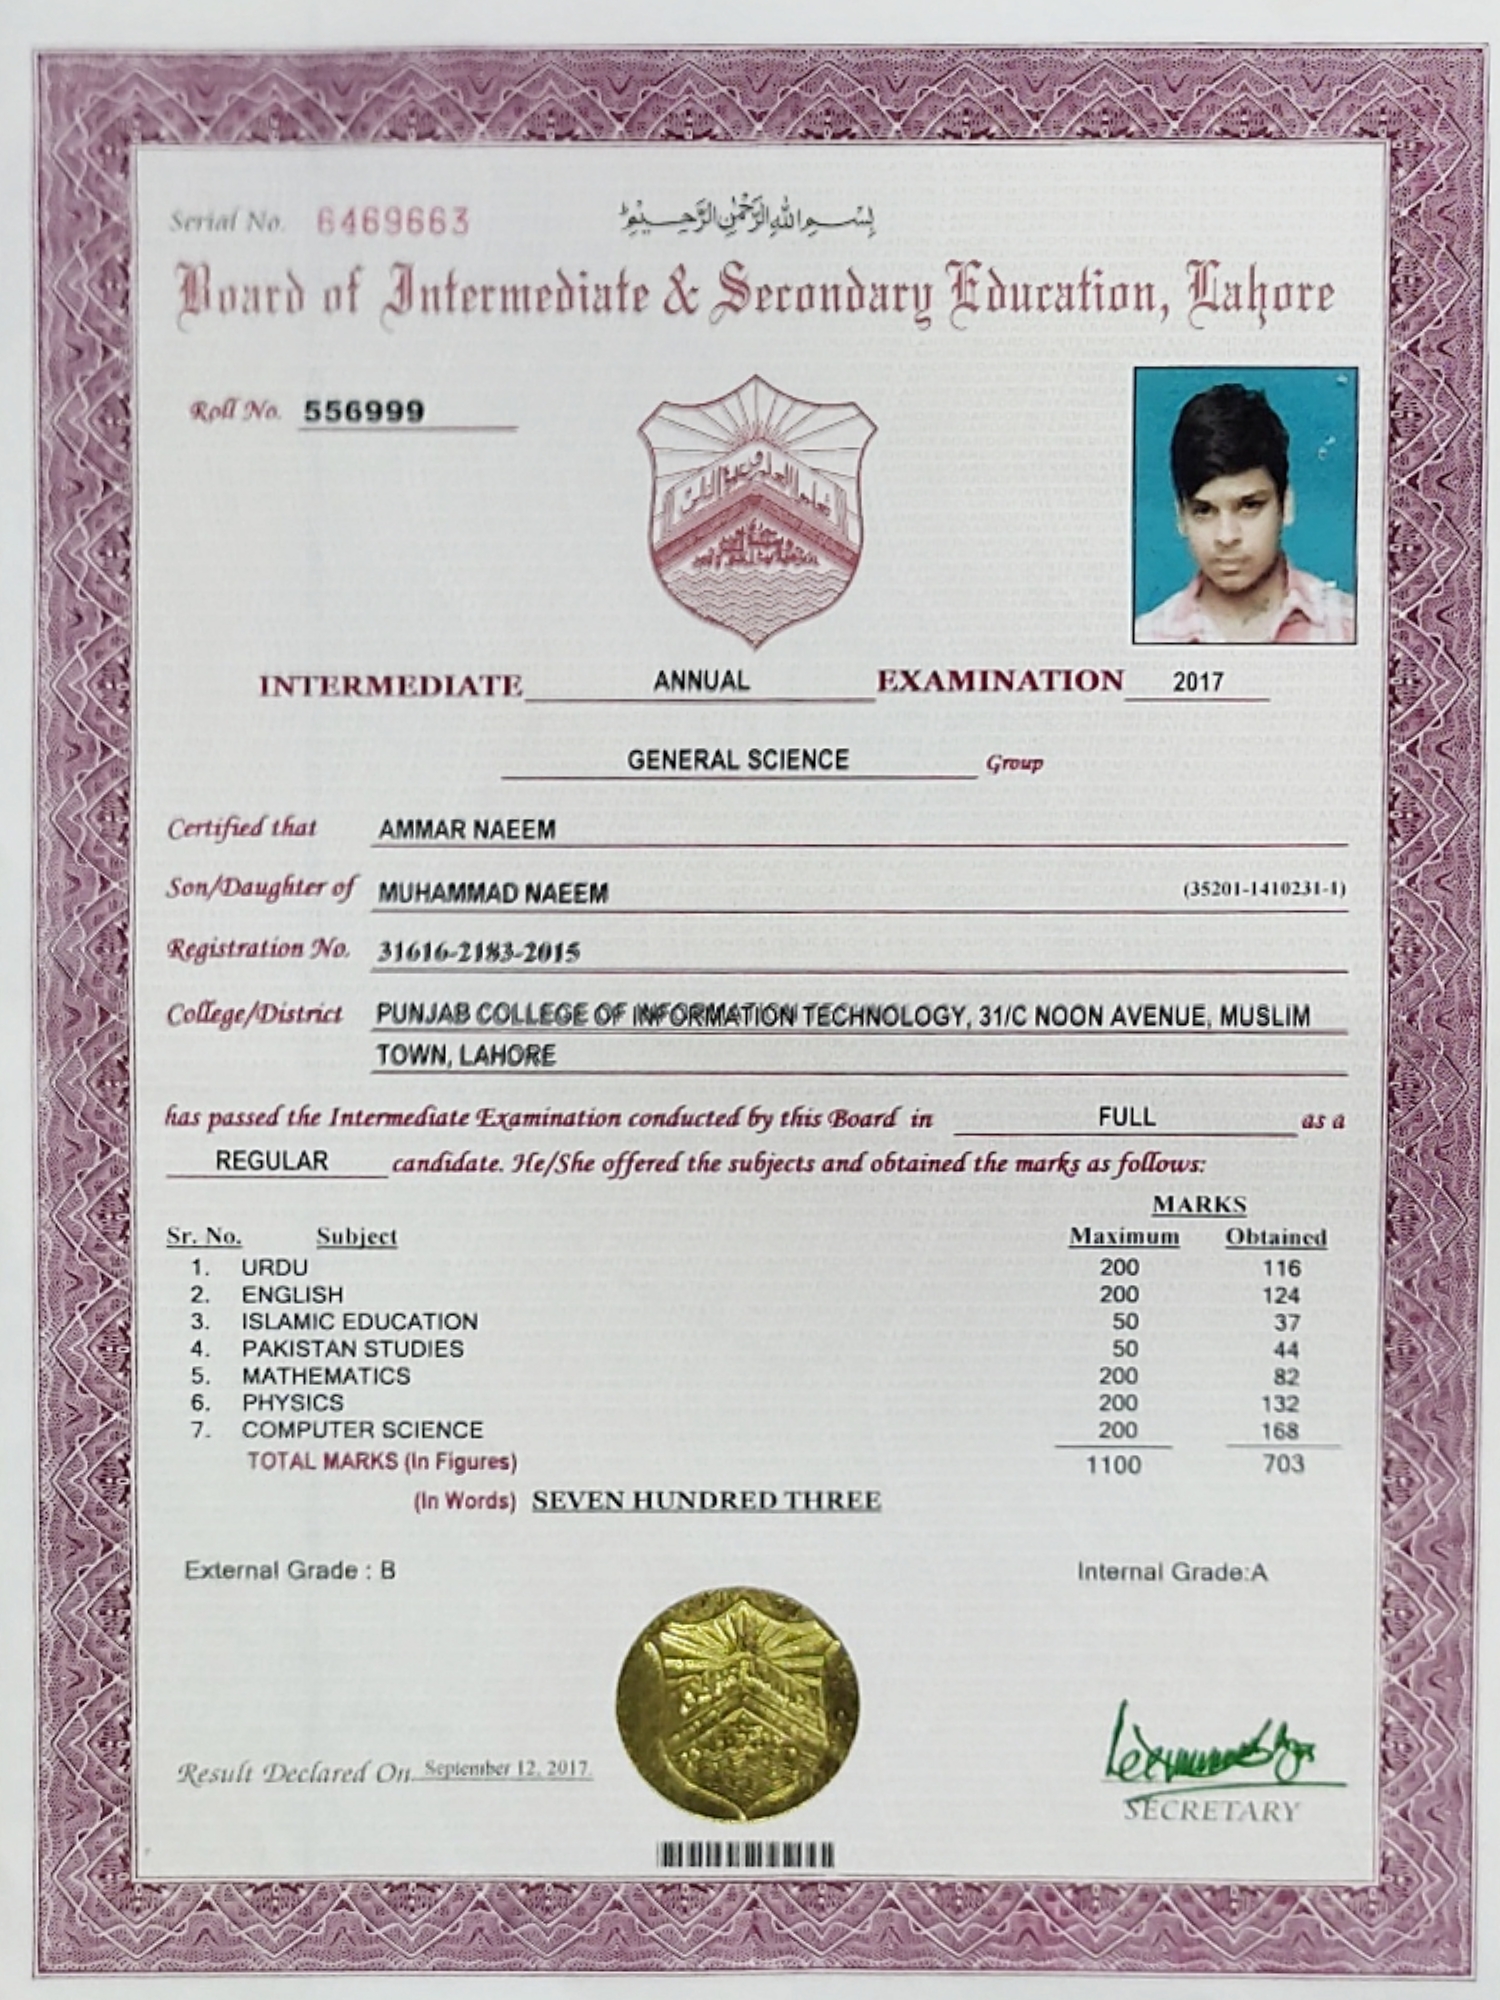 Serial No. 6469663
بِسْمِ اللهِ الرَّحْمٰنِ الرَّحِيْمِ
Board of Intermediate & Secondary Education, Lahore
Roll No. 556999
INTERMEDIATE ANNUAL EXAMINATION 2017
GENERAL SCIENCE Group
Certified that AMMAR NAEEM
Son/Daughter of MUHAMMAD NAEEM (35201-1410231-1)
Registration No. 31616-2183-2015
College/District PUNJAB COLLEGE OF INFORMATION TECHNOLOGY, 31/C NOON AVENUE, MUSLIM
TOWN, LAHORE
has passed the Intermediate Examination conducted by this Board in FULL as a
REGULAR candidate. He/She offered the subjects and obtained the marks as follows:
MARKS
Sr. No. Subject Maximum Obtained
1. URDU 200 116
2. ENGLISH 200 124
3. ISLAMIC EDUCATION 50 37
4. PAKISTAN STUDIES 50 44
5. MATHEMATICS 200 82
6. PHYSICS 200 132
7. COMPUTER SCIENCE 200 168
TOTAL MARKS (In Figures) 1100 703
(In Words) SEVEN HUNDRED THREE
External Grade : B Internal Grade:A
Result Declared On September 12, 2017.
SECRETARY